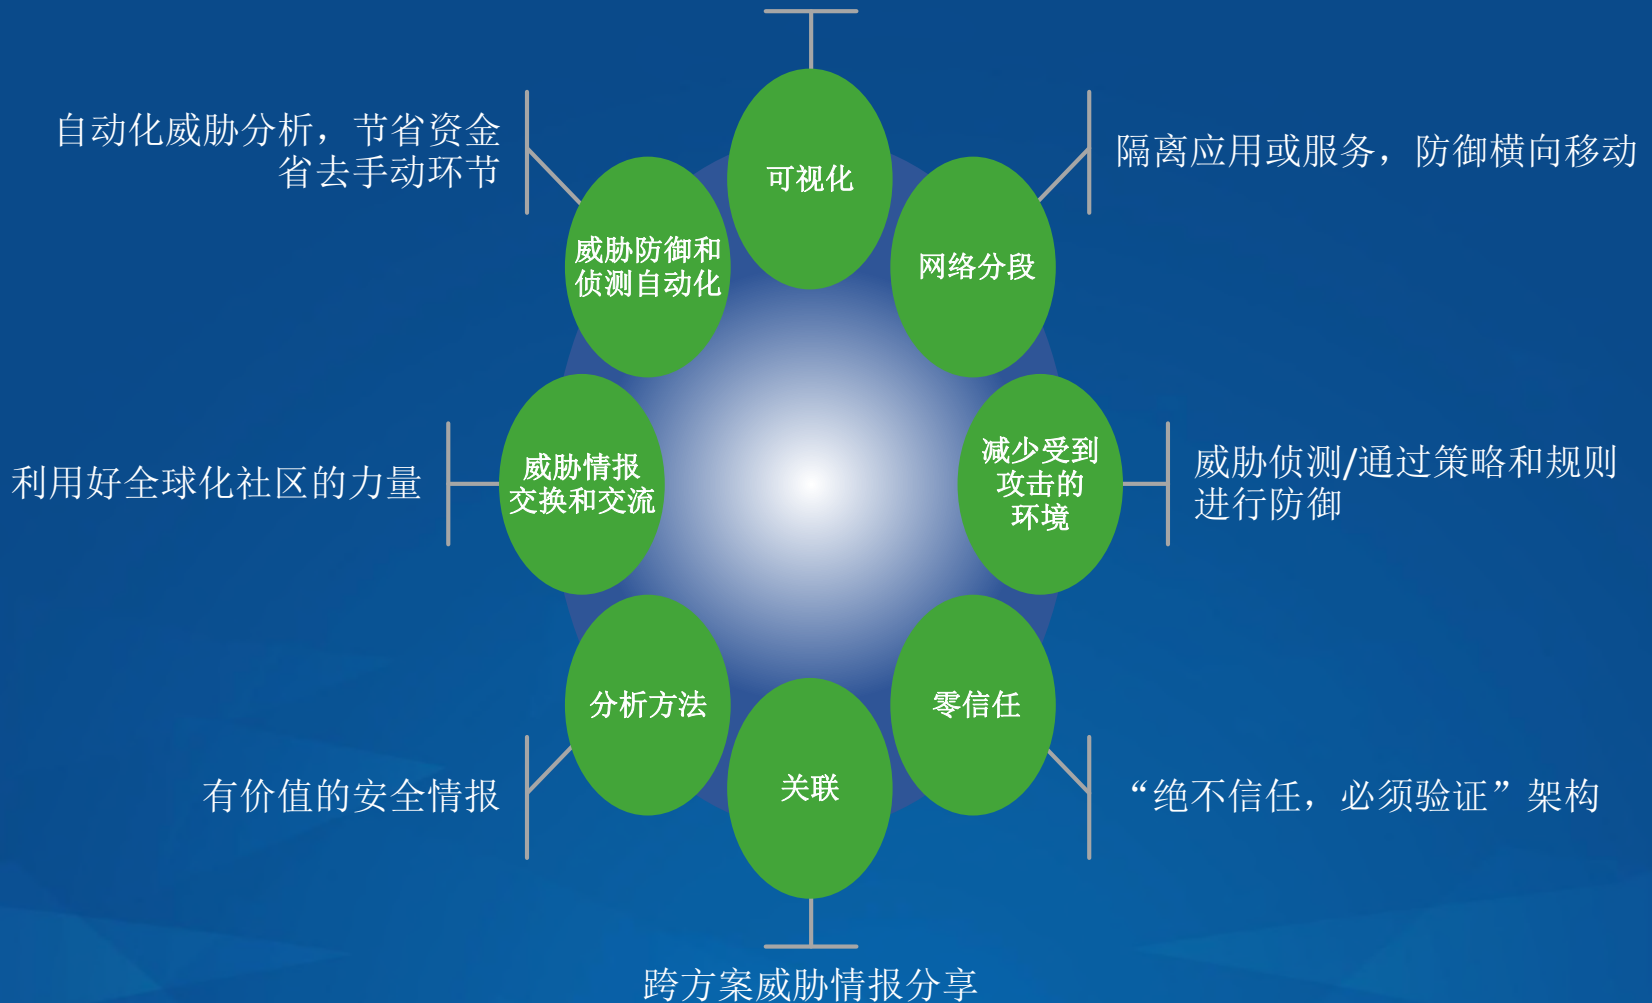 可视化
自动化威胁分析，节省资金
省去手动环节
隔离应用或服务，防御横向移动
威胁防御和
侦测自动化
网络分段
利用好全球化社区的力量
威胁情报
交换和交流
减少受到
攻击的
环境
威胁侦测/通过策略和规则
进行防御
分析方法
零信任
有价值的安全情报
关联
“绝不信任，必须验证”架构
跨方案威胁情报分享